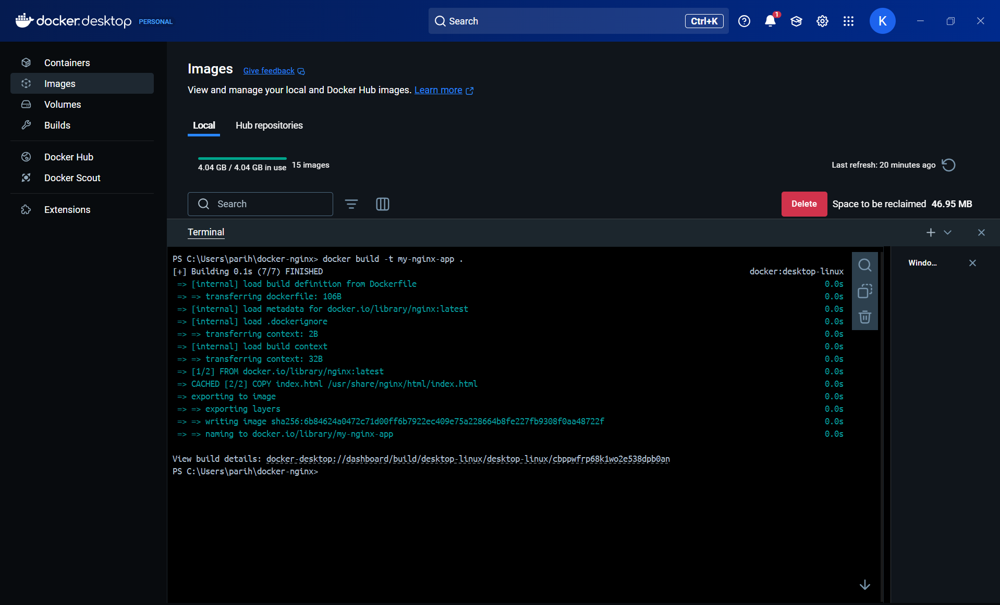 docker.desktop PERSONAL
Search Ctrl+K
1
K
Containers
Images
Volumes
Builds
Docker Hub
Docker Scout
Extensions
Images Give feedback
View and manage your local and Docker Hub images. Learn more
Local Hub repositories
4.04 GB / 4.04 GB in use 15 images
Last refresh: 20 minutes ago
Search
Delete Space to be reclaimed 46.95 MB
Terminal
Windo...
PS C:\Users\parih\docker-nginx> docker build -t my-nginx-app .
[+] Building 0.1s (7/7) FINISHED docker:desktop-linux
=> [internal] load build definition from Dockerfile 0.0s
=> => transferring dockerfile: 106B 0.0s
=> [internal] load metadata for docker.io/library/nginx:latest 0.0s
=> [internal] load .dockerignore 0.0s
=> => transferring context: 2B 0.0s
=> [internal] load build context 0.0s
=> => transferring context: 32B 0.0s
=> [1/2] FROM docker.io/library/nginx:latest 0.0s
=> CACHED [2/2] COPY index.html /usr/share/nginx/html/index.html 0.0s
=> exporting to image 0.0s
=> => exporting layers 0.0s
=> => writing image sha256:6b84624a0472c71d00ff6b7922ec409e75a228664b8fe227fb9308f0aa48722f 0.0s
=> => naming to docker.io/library/my-nginx-app 0.0s
View build details: docker-desktop://dashboard/build/desktop-linux/desktop-linux/cbppwfrp68k1wo2e538dpb0an
PS C:\Users\parih\docker-nginx>